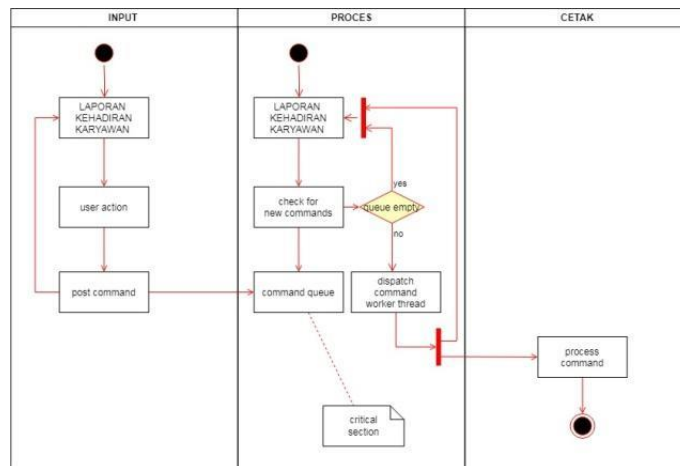 INPUT
PROCES
CETAK
LAPORAN
KEHADIRAN
KARYAWAN
user action
post command
LAPORAN
KEHADIRAN
KARYAWAN
check for
new commands
queue empty
yes
no
command queue
dispatch
command
worker thread
critical
section
process
command